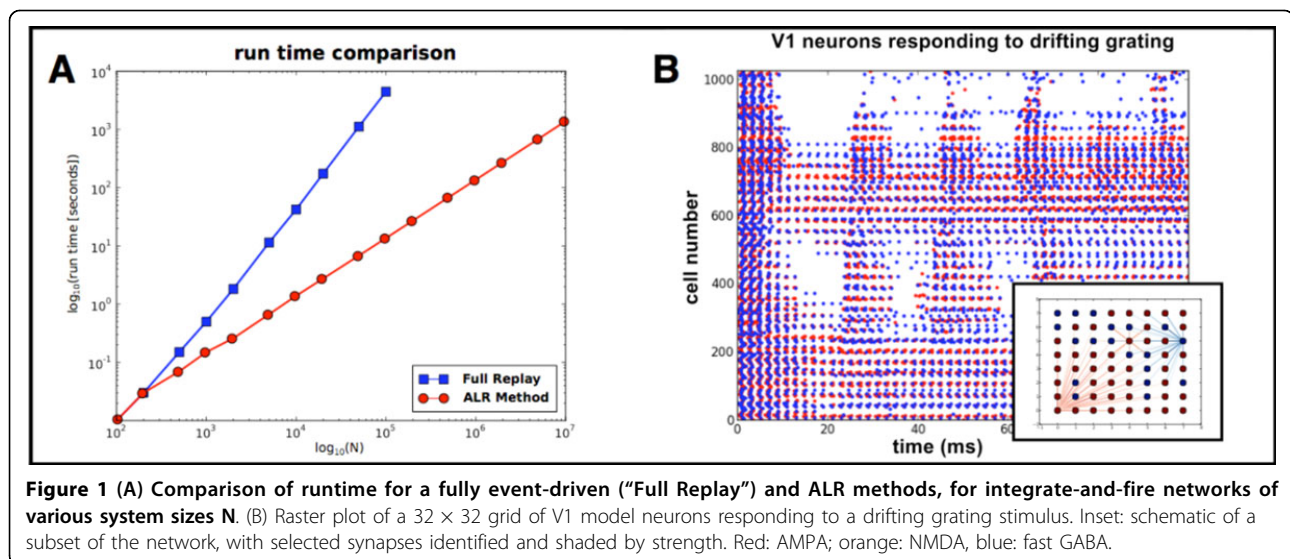 A
run time comparison
10^4
10^3
10^2
10^1
10^0
10^-1
log10(run time [seconds])
Full Replay
ALR Method
10^2 10^3 10^4 10^5 10^6 10^7
log10(N)
B
V1 neurons responding to drifting grating
1000
800
600
400
200
0
cell number
0 20 40 60
time (ms)
Figure 1 (A) Comparison of runtime for a fully event-driven (“Full Replay”) and ALR methods, for integrate-and-fire networks of
various system sizes N. (B) Raster plot of a 32 × 32 grid of V1 model neurons responding to a drifting grating stimulus. Inset: schematic of a
subset of the network, with selected synapses identified and shaded by strength. Red: AMPA; orange: NMDA, blue: fast GABA.